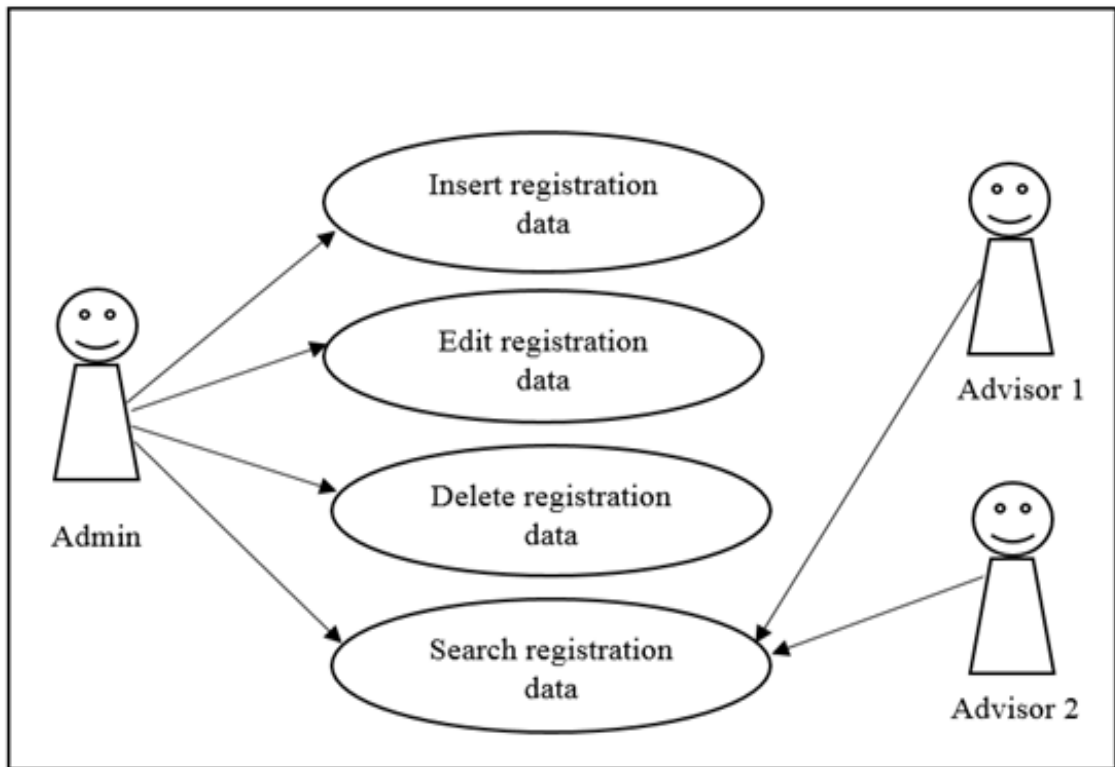 Insert registration
data
Edit registration
data
Delete registration
data
Search registration
data
Admin
Advisor 1
Advisor 2